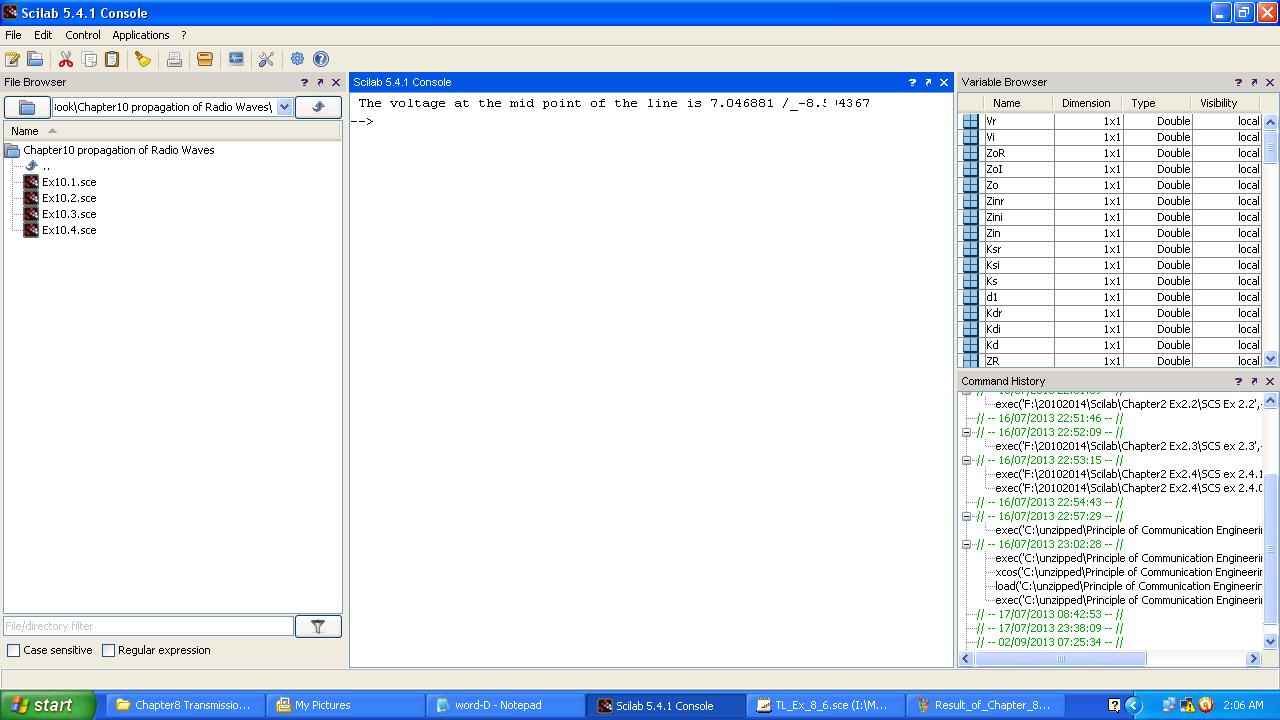 Scilab 5.4.1 Console
File Edit Control Applications ?
File Browser
ook\Chapter10 propagation of Radio Waves\
Name
Chapter10 propagation of Radio Waves
..
Ex10.1.sce
Ex10.2.sce
Ex10.3.sce
Ex10.4.sce
File/directory filter
Case sensitive Regular expression
Scilab 5.4.1 Console
The voltage at the mid point of the line is 7.046881 /_-8.
-->
Variable Browser
Name Dimension Type Visibility
Vr 1x1 Double local
Vi 1x1 Double local
ZoR 1x1 Double local
ZoI 1x1 Double local
Zo 1x1 Double local
Zinr 1x1 Double local
Zini 1x1 Double local
Zin 1x1 Double local
Ksr 1x1 Double local
Ksi 1x1 Double local
Ks 1x1 Double local
d1 1x1 Double local
Kdr 1x1 Double local
Kdi 1x1 Double local
Kd 1x1 Double local
ZR 1x1 Double local
Command History
exec('F:\20102014\Scilab\Chapter2 Ex2.2\SCS Ex 2.2',
// -- 16/07/2013 22:51:46 -- //
// -- 16/07/2013 22:52:09 -- //
exec('F:\20102014\Scilab\Chapter2 Ex2.3\SCS ex 2.3',
// -- 16/07/2013 22:53:15 -- //
exec('F:\20102014\Scilab\Chapter2 Ex2.4\SCS ex 2.4.1
exec('F:\20102014\Scilab\Chapter2 Ex2.4\SCS ex 2.4.0
// -- 16/07/2013 22:54:43 -- //
// -- 16/07/2013 22:57:29 -- //
exec('C:\unzipped\Principle of Communication Engineerin
// -- 16/07/2013 23:02:28 -- //
exec('C:\unzipped\Principle of Communication Engineerin
xcos('C:\unzipped\Principle of Communication Engineerin
load('C:\unzipped\Principle of Communication Engineerin
exec('C:\unzipped\Principle of Communication Engineerin
// -- 17/07/2013 08:42:53 -- //
// -- 17/07/2013 23:38:09 -- //
// -- 02/09/2013 07:25:34 -- //
start Chapter8 Transmissio... My Pictures word-D - Notepad Scilab 5.4.1 Console TL_Ex_8_6.sce (I:\M... Result_of_Chapter_8... 2:06 AM